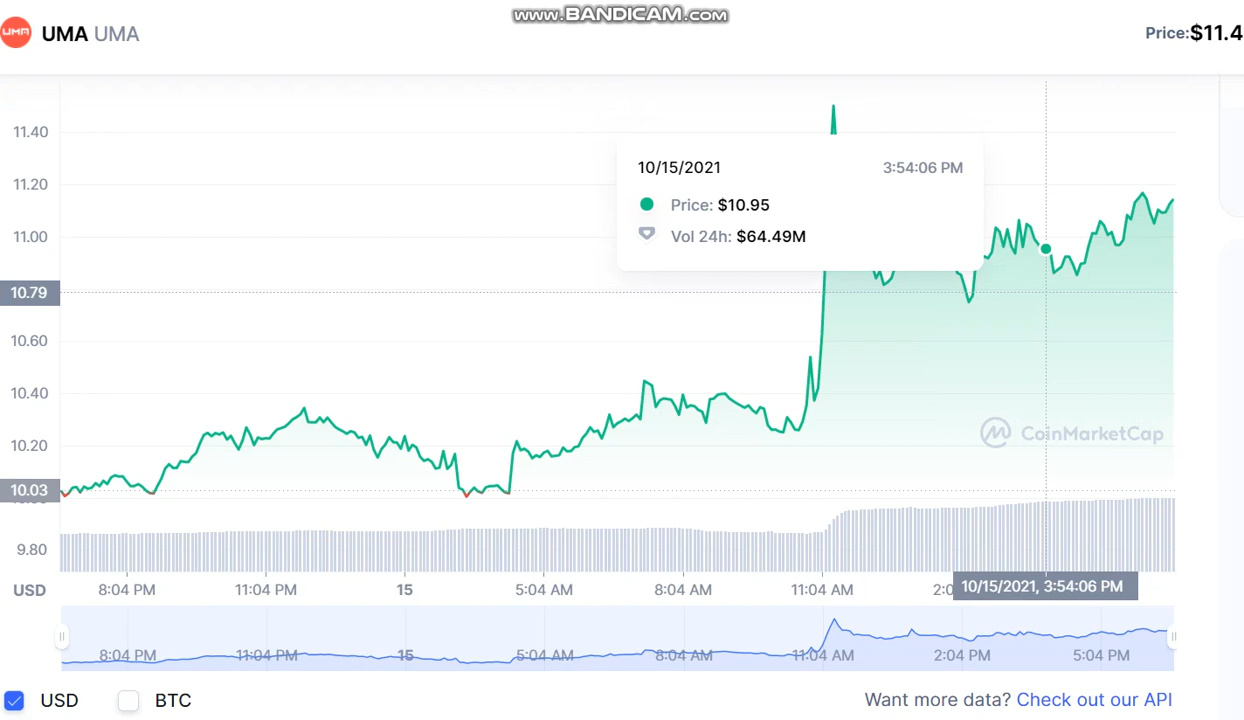 www.BANDICAM.com
UMA
UMA UMA
Price:$11.4
11.40
11.20
11.00
10.79
10.60
10.40
10.20
10.03
9.80
10/15/2021 3:54:06 PM
Price: $10.95
Vol 24h: $64.49M
CoinMarketCap
USD 8:04 PM 11:04 PM 15 5:04 AM 8:04 AM 11:04 AM 2:0 10/15/2021, 3:54:06 PM
8:04 PM 11:04 PM 15 5:04 AM 8:04 AM 11:04 AM 2:04 PM 5:04 PM
USD BTC Want more data? Check out our API